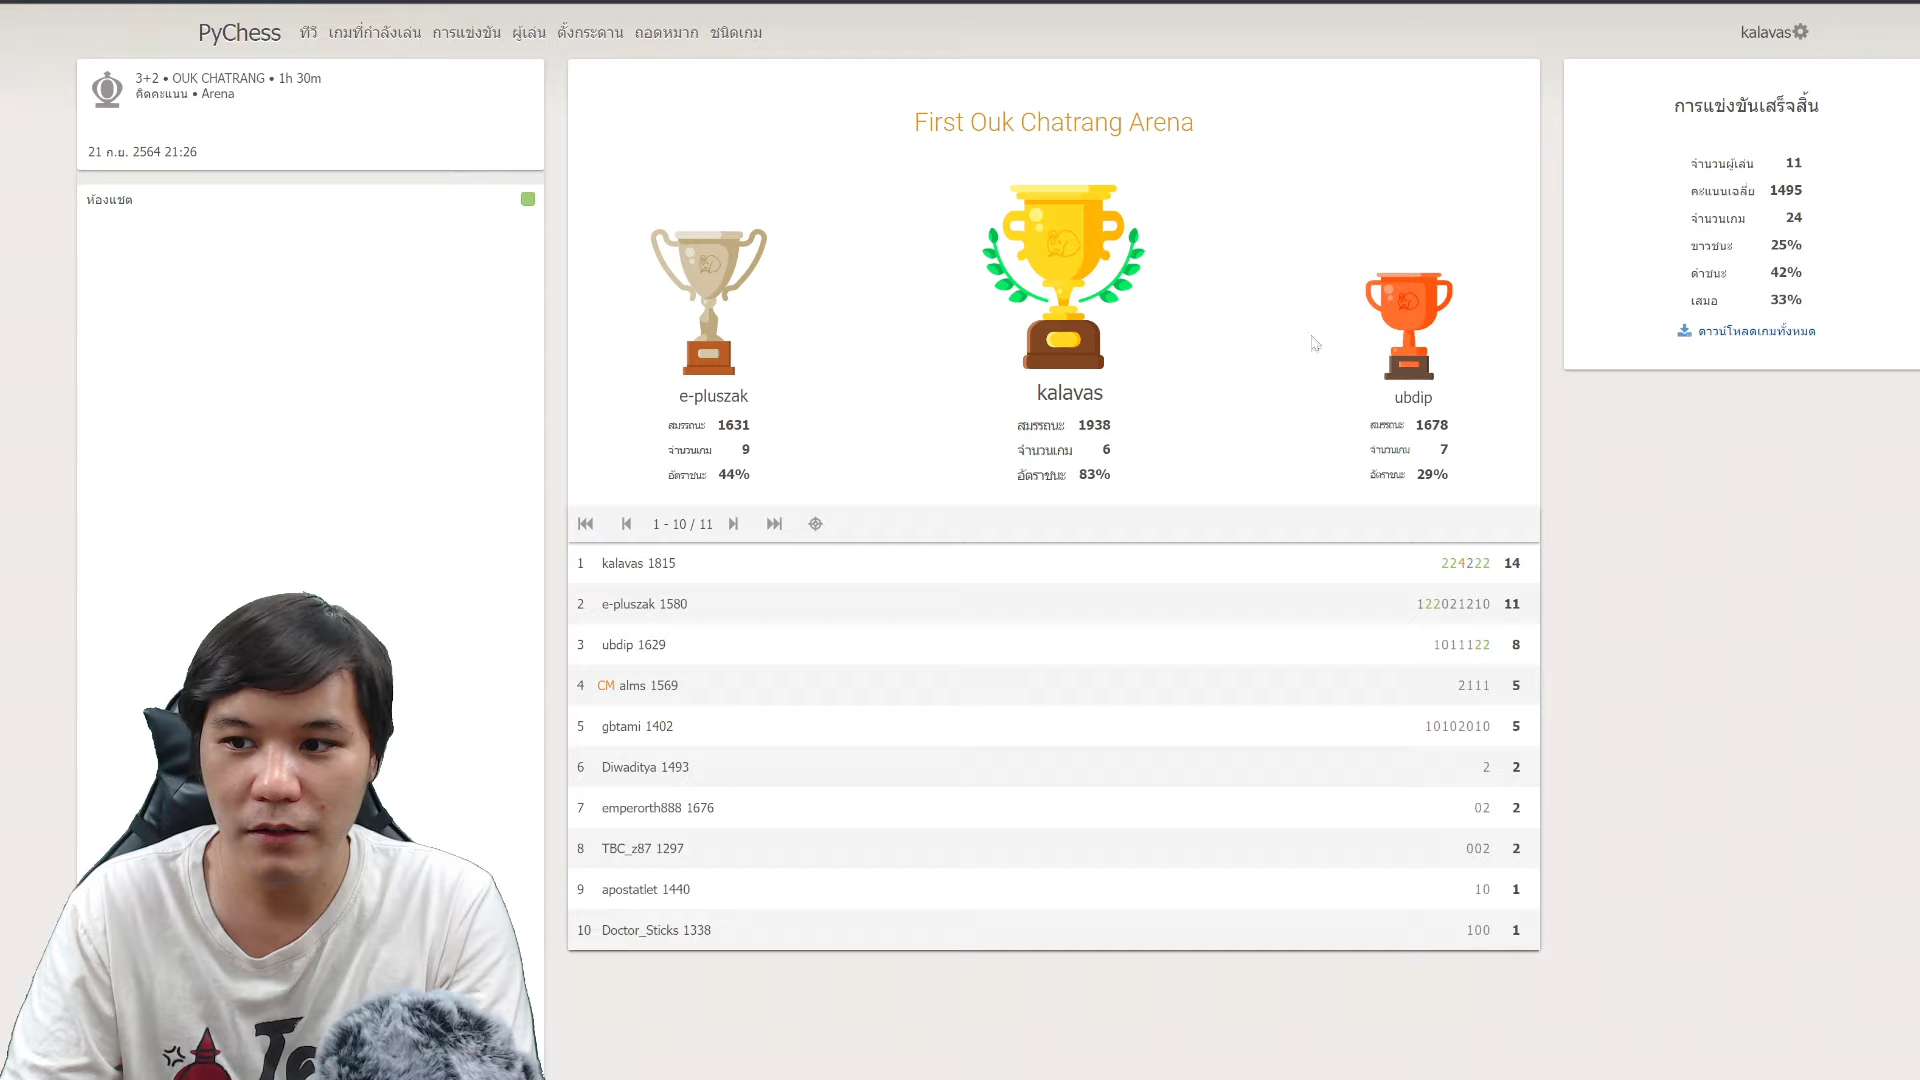 PyChess ทีวี เกมที่กำลังเล่น การแข่งขัน ผู้เล่น ตั้งกระดาน ถอดหมาก ชนิดเกม kalavas
3+2 • OUK CHATRANG • 1h 30m
คิดคะแนน • Arena
21 ก.ย. 2564 21:26
ห้องแชต
First Ouk Chatrang Arena
e-pluszak
สมรรถนะ 1631
จำนวนเกม 9
อัตราชนะ 44%
kalavas
สมรรถนะ 1938
จำนวนเกม 6
อัตราชนะ 83%
ubdip
สมรรถนะ 1678
จำนวนเกม 7
อัตราชนะ 29%
1 - 10 / 11
1 kalavas 1815 224222 14
2 e-pluszak 1580 122021210 11
3 ubdip 1629 1011122 8
4 CM alms 1569 2111 5
5 gbtami 1402 10102010 5
6 Diwaditya 1493 2 2
7 emperorth888 1676 02 2
8 TBC_z87 1297 002 2
9 apostatlet 1440 10 1
10 Doctor_Sticks 1338 100 1
การแข่งขันเสร็จสิ้น
จำนวนผู้เล่น 11
คะแนนเฉลี่ย 1495
จำนวนเกม 24
ขาวชนะ 25%
ดำชนะ 42%
เสมอ 33%
ดาวน์โหลดเกมทั้งหมด